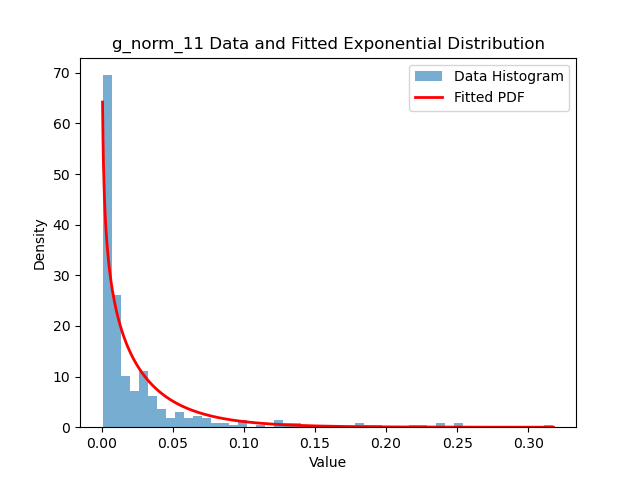 g_norm_11 Data and Fitted Exponential Distribution
Data Histogram
Fitted PDF
Density
70
60
50
40
30
20
10
0
0.00 0.05 0.10 0.15 0.20 0.25 0.30
Value